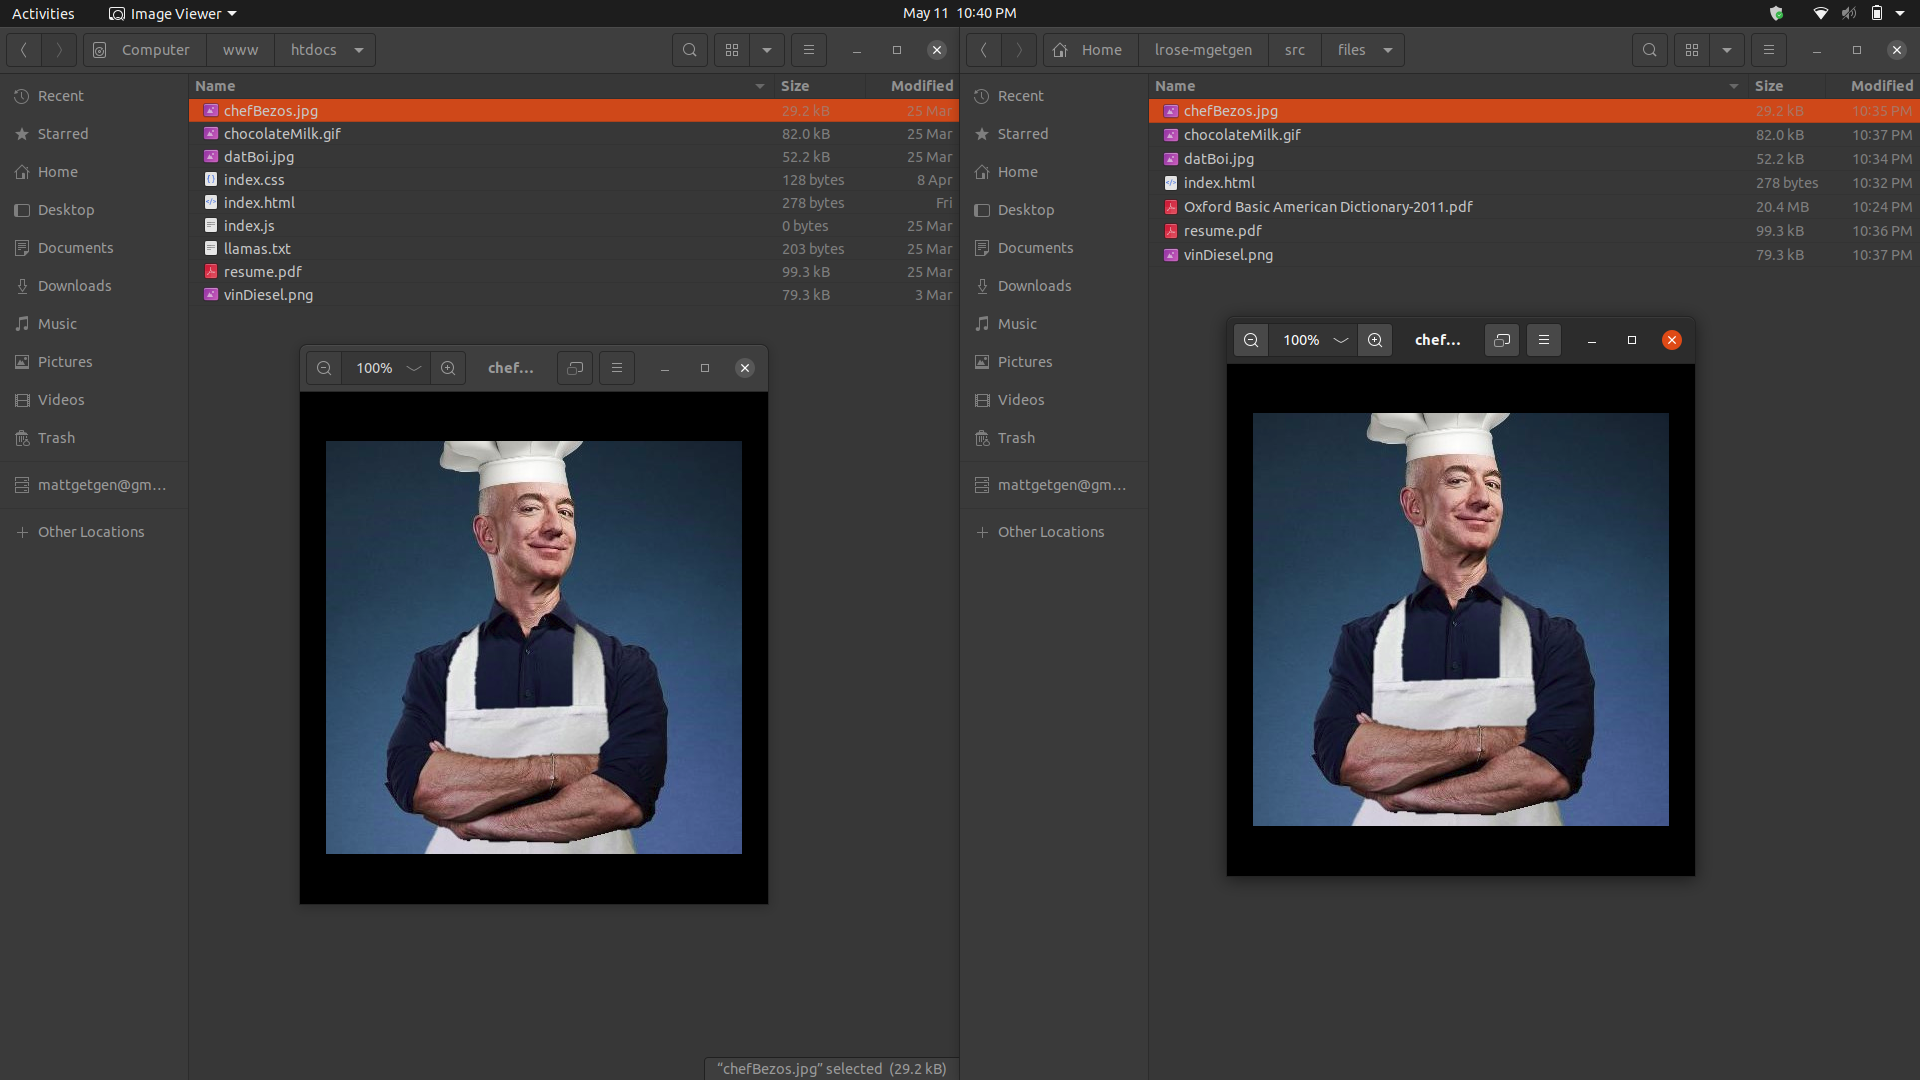 Activities
Image Viewer
May 11 10:40 PM
Computer
www
htdocs
Name Size Modified
chefBezos.jpg 29.2 kB 25 Mar
chocolateMilk.gif 82.0 kB 25 Mar
datBoi.jpg 52.2 kB 25 Mar
index.css 128 bytes 8 Apr
index.html 278 bytes Fri
index.js 0 bytes 25 Mar
llamas.txt 203 bytes 25 Mar
resume.pdf 99.3 kB 25 Mar
vinDiesel.png 79.3 kB 3 Mar
Recent
Starred
Home
Desktop
Documents
Downloads
Music
Pictures
Videos
Trash
mattgetgen@gm...
Other Locations
100%
chef...
"chefBezos.jpg" selected (29.2 kB)
Home
lrose-mgetgen
src
files
Name Size Modified
chefBezos.jpg 29.2 kB 10:35 PM
chocolateMilk.gif 82.0 kB 10:37 PM
datBoi.jpg 52.2 kB 10:34 PM
index.html 278 bytes 10:32 PM
Oxford Basic American Dictionary-2011.pdf 20.4 MB 10:24 PM
resume.pdf 99.3 kB 10:36 PM
vinDiesel.png 79.3 kB 10:37 PM
Recent
Starred
Home
Desktop
Documents
Downloads
Music
Pictures
Videos
Trash
mattgetgen@gm...
Other Locations
100%
chef...